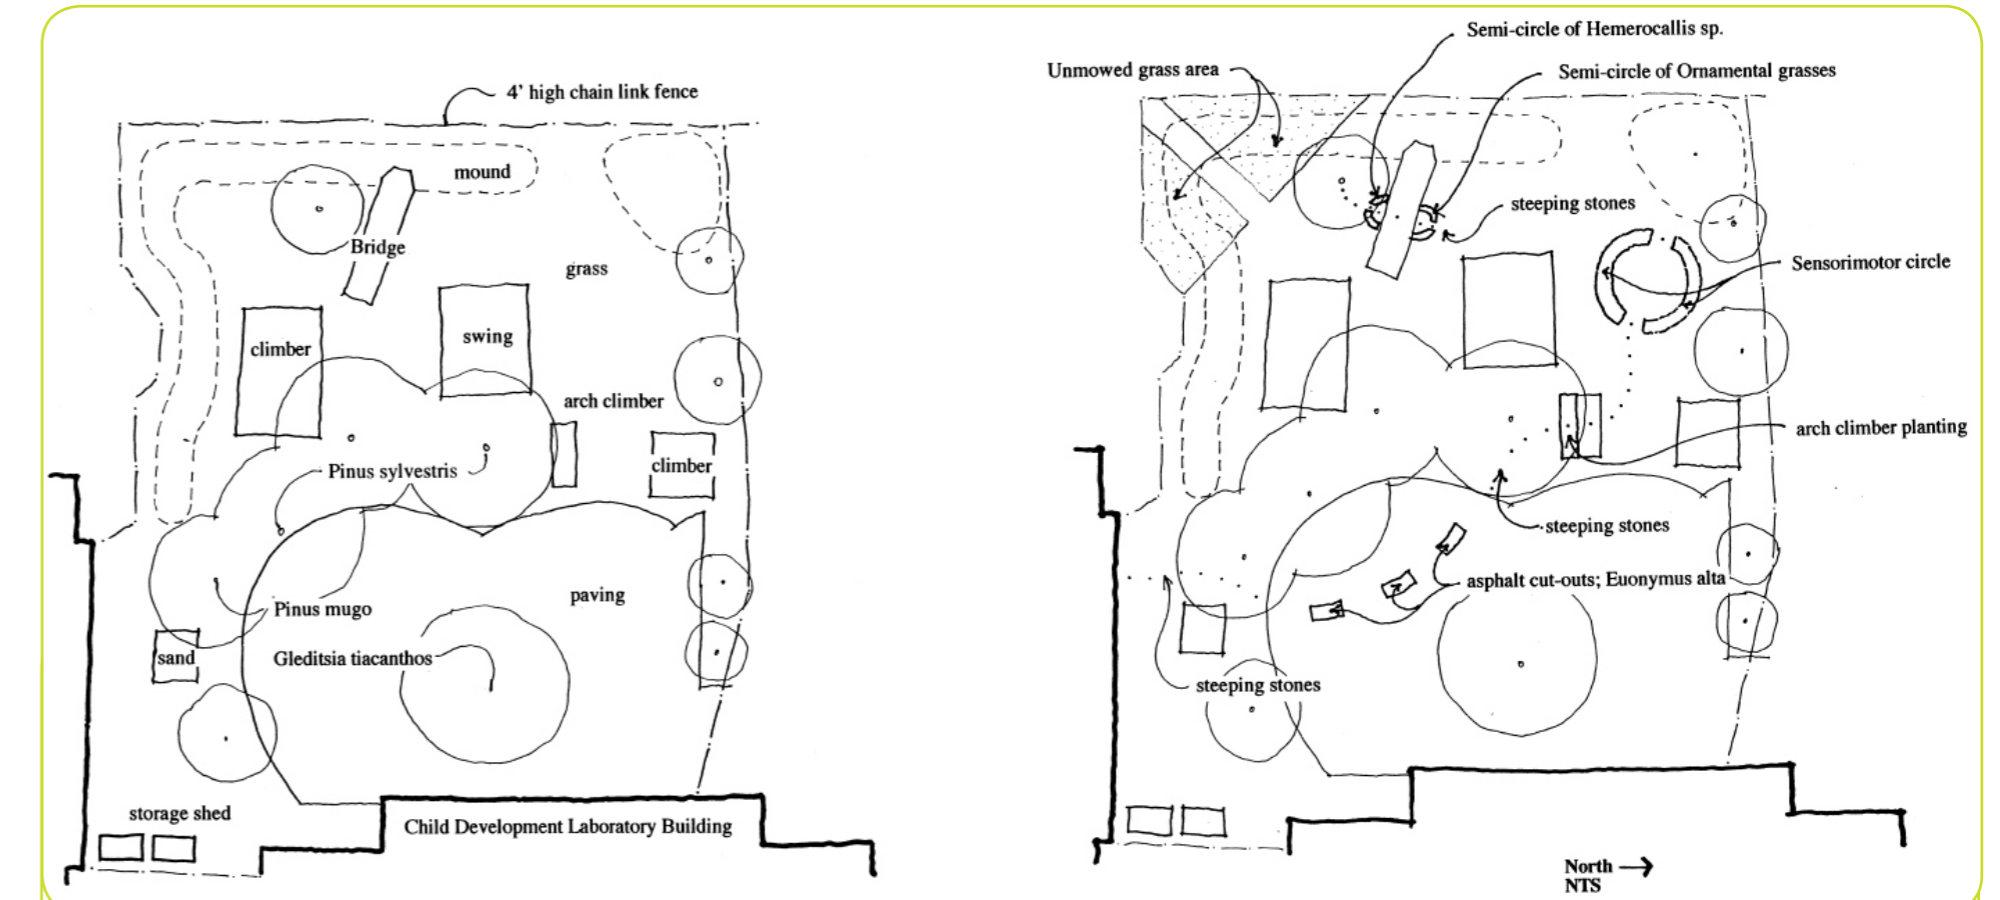 4' high chain link fence
mound
Bridge
grass
climber
swing
arch climber
climber
Pinus sylvestris
paving
Pinus mugo
sand
Gleditsia tiacanthos
storage shed
Child Development Laboratory Building
Semi-circle of Hemerocallis sp.
Unmowed grass area
Semi-circle of Ornamental grasses
steeping stones
Sensorimotor circle
arch climber planting
steeping stones
asphalt cut-outs; Euonymus alta
steeping stones
North
NTS